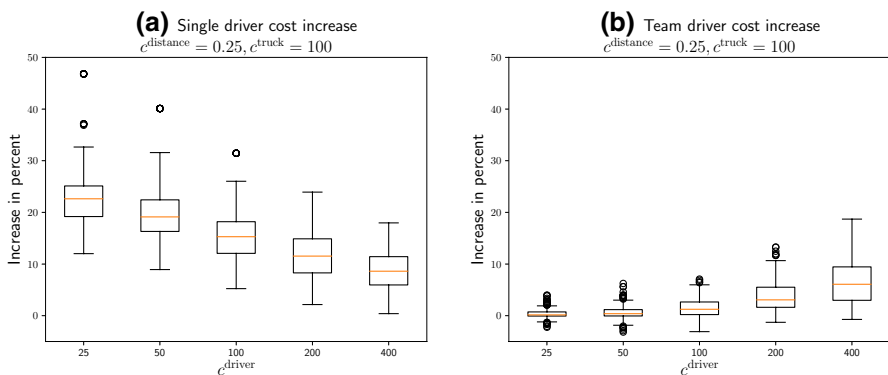 (a) Single driver cost increase
c^distance = 0.25, c^truck = 100
Increase in percent
50
40
30
20
10
0
25 50 100 200 400
c^driver
(b) Team driver cost increase
c^distance = 0.25, c^truck = 100
Increase in percent
50
40
30
20
10
0
25 50 100 200 400
c^driver